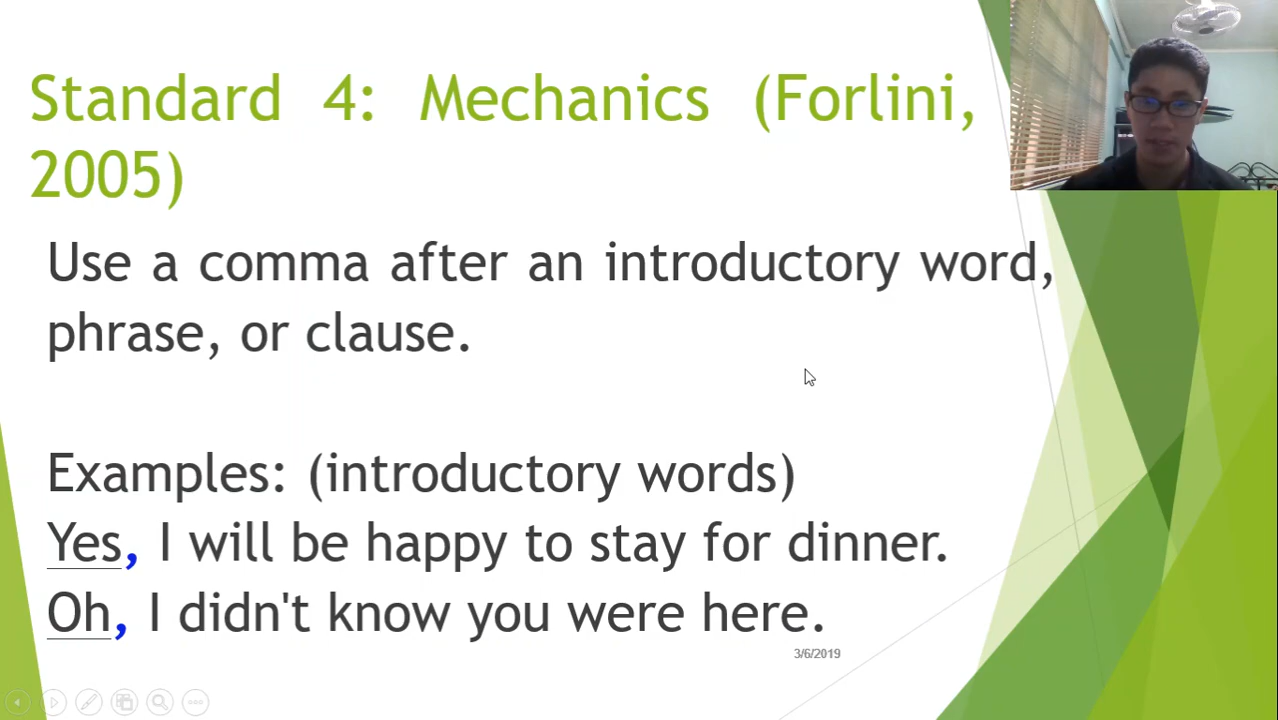 Standard 4: Mechanics (Forlini,
2005)
Use a comma after an introductory word,
phrase, or clause.
Examples: (introductory words)
Yes, I will be happy to stay for dinner.
Oh, I didn't know you were here.
3/6/2019